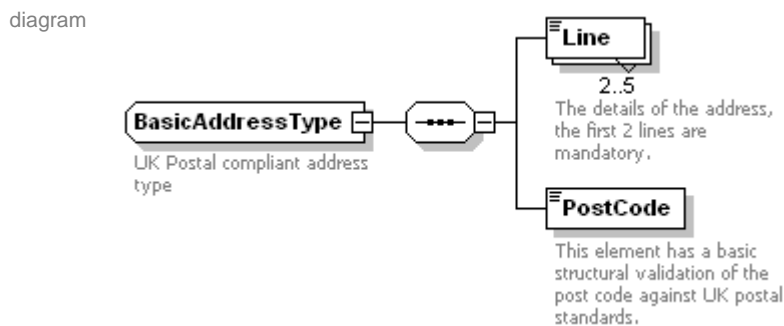 diagram
Line
2..5
The details of the address,
the first 2 lines are
mandatory.
BasicAddressType
UK Postal compliant address
type
PostCode
This element has a basic
structural validation of the
post code against UK postal
standards.